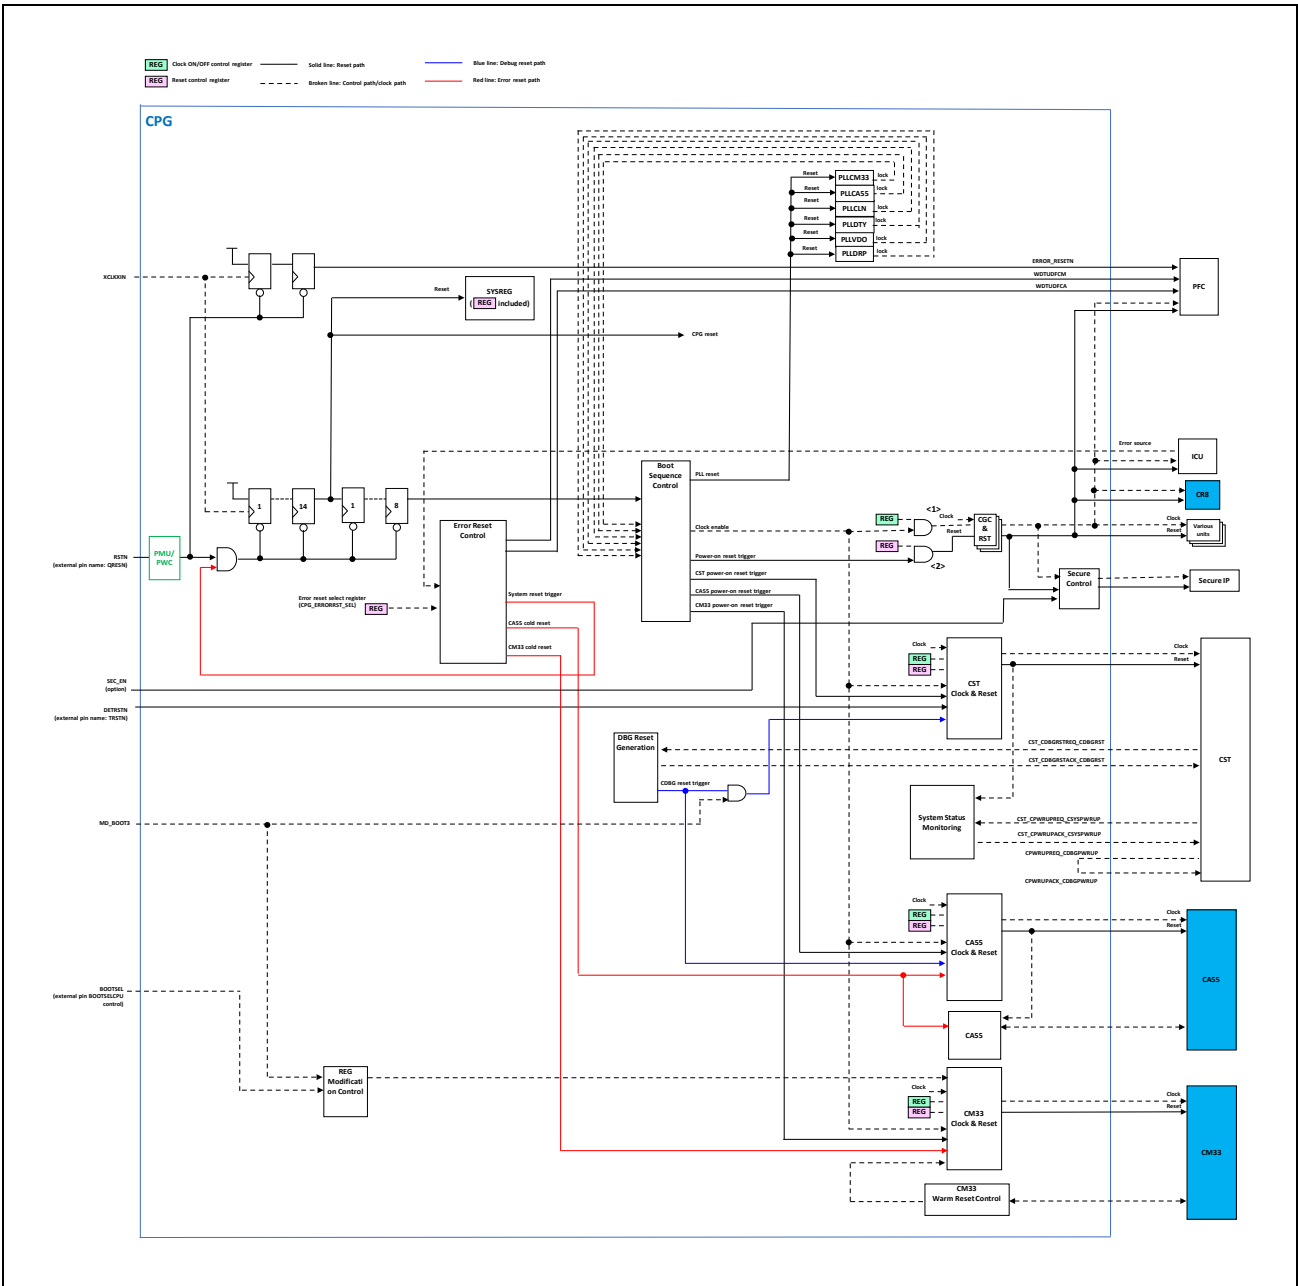 REG Clock ON/OFF control register
Solid line: Reset path
Blue line: Debug reset path
REG Reset control register
Broken line: Control path/clock path
Red line: Error reset path
CPG
Reset
PLLCM33
lock
Reset
PLLCA55
lock
Reset
PLLCLN
lock
Reset
PLLDTY
lock
Reset
PLLVDO
lock
Reset
PLLDRP
lock
XCLKKIN
ERROR_RESETN
WDTUDFCM
WDTUDFCA
PFC
Reset
SYSREG
( REG included)
CPG reset
Error source
ICU
Boot
Sequence
Control
PLL reset
CR8
1
14
1
8
Error Reset
Control
Clock enable
REG
<1>
Clock
CGC
&
RST
Clock
Reset
Various
units
Reset
REG
<2>
RSTN
(external pin name: QRESN)
PMU/
PWC
Power-on reset trigger
CST power-on reset trigger
CA55 power-on reset trigger
CM33 power-on reset trigger
Secure
Control
Secure IP
Error reset select register
(CPG_ERRORRST_SEL)
REG
System reset trigger
CA55 cold reset
CM33 cold reset
Clock
REG
REG
CST
Clock & Reset
Clock
Reset
SEC_EN
(option)
DETRSTN
(external pin name: TRSTN)
DBG Reset
Generation
CST_CDBGRSTREQ_CDBGRST
CST_CDBGRSTACK_CDBGRST
CST
CDBG reset trigger
MD_BOOT3
System Status
Monitoring
CST_CPWRUPREQ_CSYSPWRUP
CST_CPWRUPACK_CSYSPWRUP
CPWRUPREQ_CDBGPWRUP
CPWRUPACK_CDBGPWRUP
Clock
REG
REG
CA55
Clock & Reset
Clock
Reset
CA55
BOOTSEL
(external pin BOOTSELCPU
control)
CA55
REG
Modificati
on Control
Clock
REG
REG
CM33
Clock & Reset
Clock
Reset
CM33
CM33
Warm Reset Control